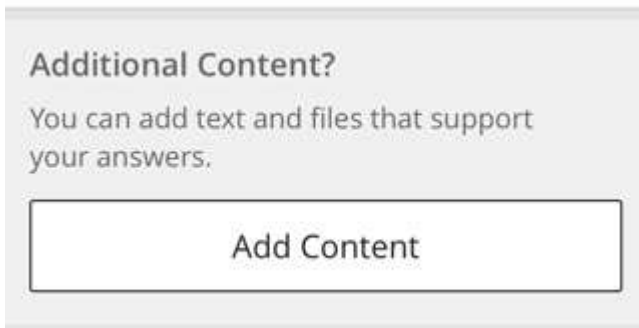 Additional Content?
You can add text and files that support
your answers.
Add Content